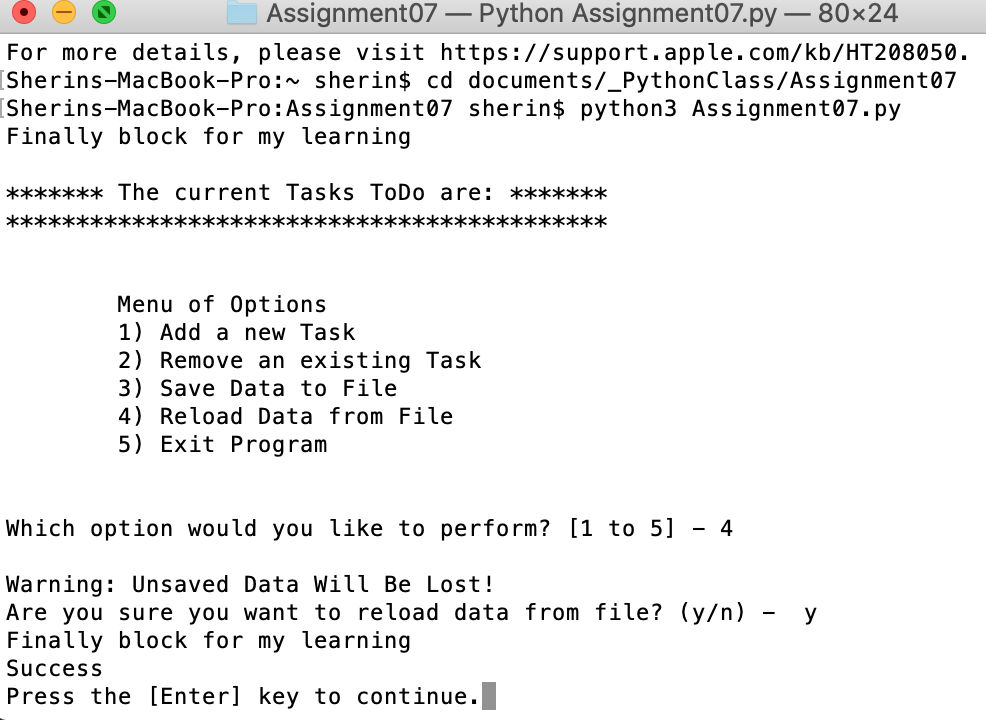 Assignment07 — Python Assignment07.py — 80×24
For more details, please visit https://support.apple.com/kb/HT208050.
[Sherins-MacBook-Pro:~ sherin$ cd documents/_PythonClass/Assignment07
[Sherins-MacBook-Pro:Assignment07 sherin$ python3 Assignment07.py
Finally block for my learning
******* The current Tasks ToDo are: *******
*******************************************
Menu of Options
1) Add a new Task
2) Remove an existing Task
3) Save Data to File
4) Reload Data from File
5) Exit Program
Which option would you like to perform? [1 to 5] - 4
Warning: Unsaved Data Will Be Lost!
Are you sure you want to reload data from file? (y/n) -  y
Finally block for my learning
Success
Press the [Enter] key to continue.